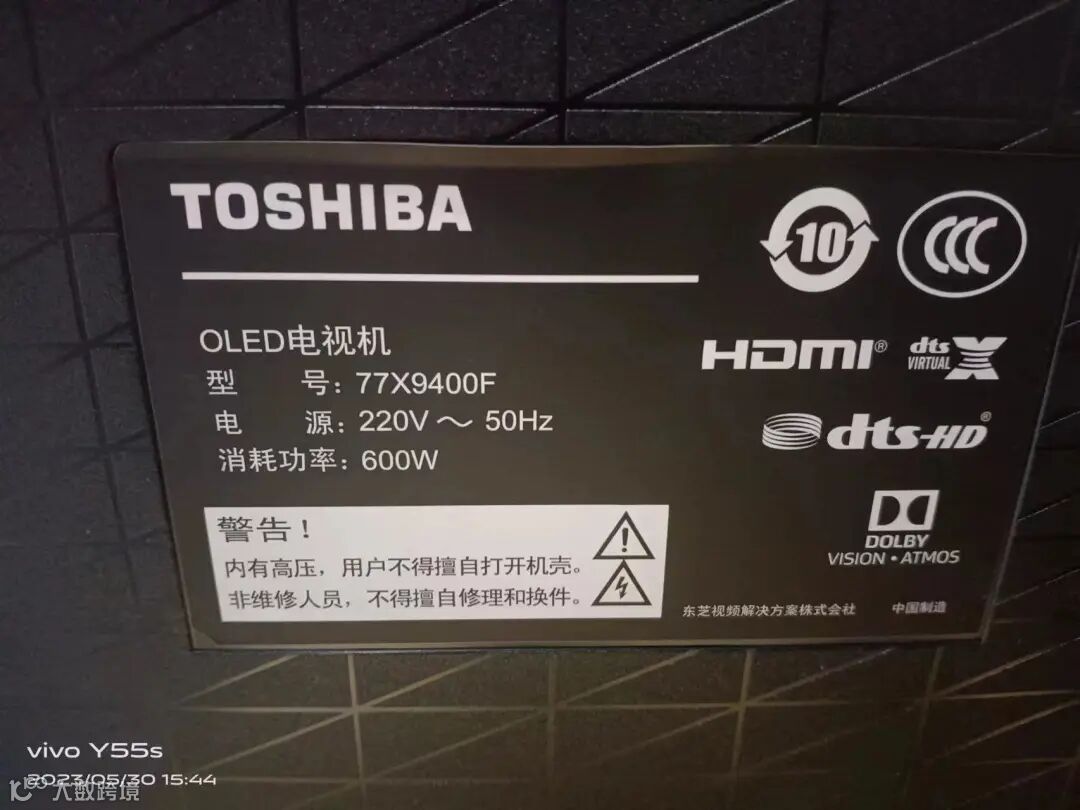 TOSHIBA
10
CCC
OLED电视机
型 号: 77X9400F
电 源: 220V～ 50Hz
消耗功率: 600W
HDMI®
dts VIRTUAL X
dts-HD®
DOLBY
VISION·ATMOS
警告!
内有高压，用户不得擅自打开机壳。
非维修人员，不得擅自修理和换件。
东芝视频解决方案株式会社 中国制造
vivo Y55s
2023/05/30 15:44
大数跨境